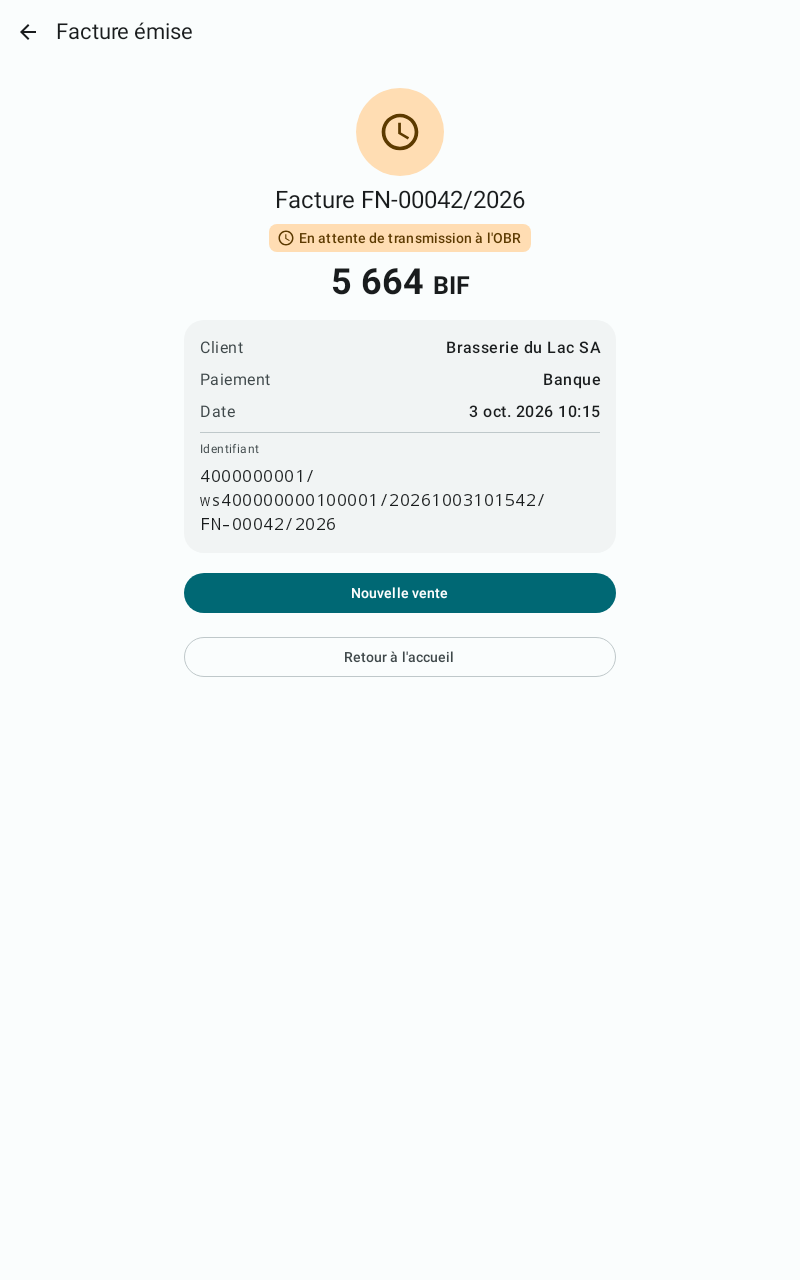 Facture émise
Facture FN-00042/2026
En attente de transmission à l'OBR
5 664 BIF
Client Brasserie du Lac SA
Paiement Banque
Date 3 oct. 2026 10:15
Identifiant
4000000001/
ws400000000100001/20261003101542/
FN-00042/2026
Nouvelle vente
Retour à l'accueil